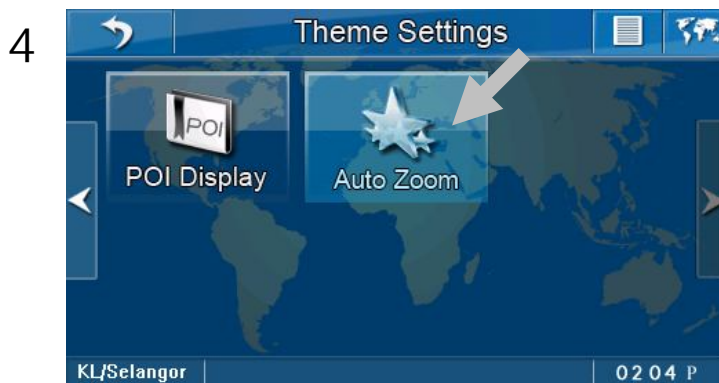 4
Theme Settings
POI
POI Display
Auto Zoom
KL/Selangor
0204 P